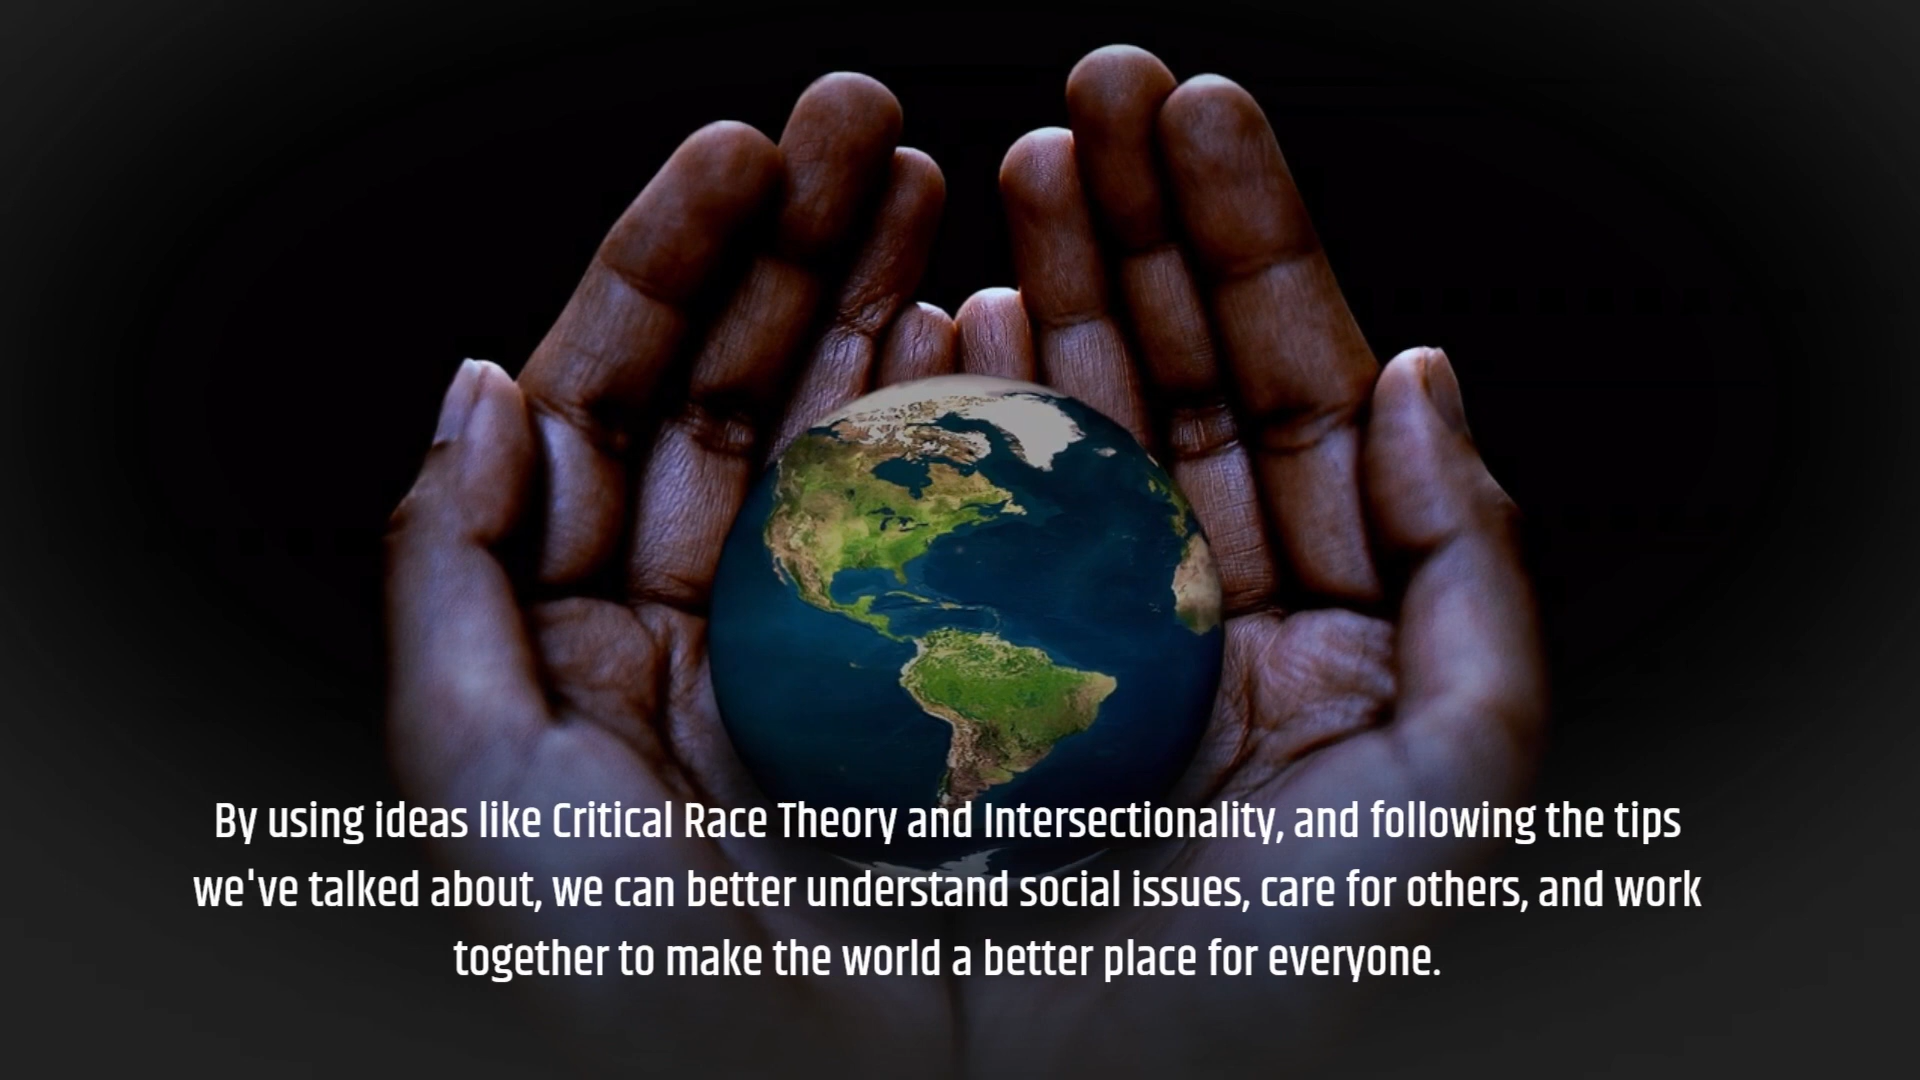 By using ideas like Critical Race Theory and Intersectionality, and following the tips
we've talked about, we can better understand social issues, care for others, and work
together to make the world a better place for everyone.